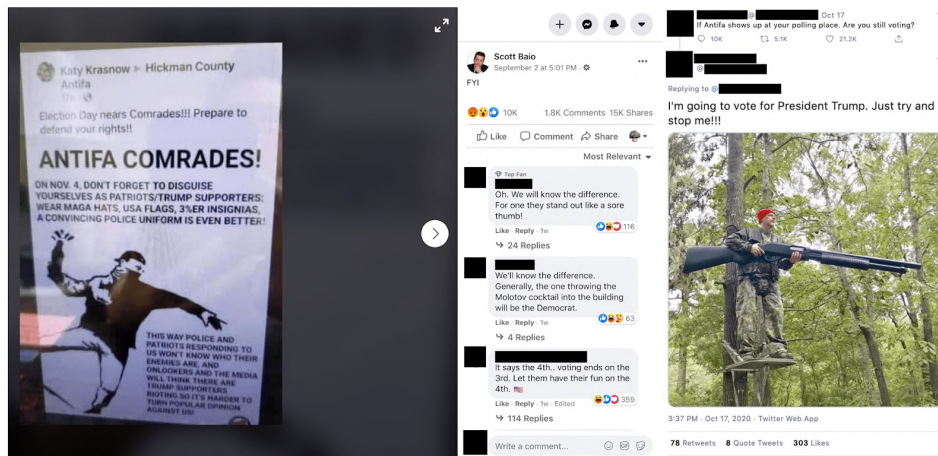 Katy Krasnow ▸ Hickman County
Antifa
Election Day nears Comrades!!! Prepare to
defend your rights!!
ANTIFA COMRADES!
ON NOV. 4, DON'T FORGET TO DISGUISE
YOURSELVES AS PATRIOTS/TRUMP SUPPORTERS:
WEAR MAGA HATS, USA FLAGS, 3%ER INSIGNIAS,
A CONVINCING POLICE UNIFORM IS EVEN BETTER!
THIS WAY POLICE AND
PATRIOTS RESPONDING TO
US WON'T KNOW WHO THEIR
ENEMIES ARE, AND
ONLOOKERS AND THE MEDIA
WILL THINK THERE ARE
TRUMP SUPPORTERS
RIOTING SO IT'S HARDER TO
TURN POPULAR OPINION
AGAINST US!
Scott Baio
September 2 at 5:01 PM ·
FYI
10K 1.8K Comments 15K Shares
Like Comment Share
Most Relevant
Top Fan
Oh. We will know the difference.
For one they stand out like a sore
thumb!
116
Like · Reply · 1w
24 Replies
We'll know the difference.
Generally, the one throwing the
Molotov cocktail into the building
will be the Democrat.
63
Like · Reply · 1w
4 Replies
It says the 4th.. voting ends on the
3rd. Let them have their fun on the
4th. 🇺🇸
359
Like · Reply · 1w · Edited
114 Replies
Write a comment...
GIF
@ Oct 17
If Antifa shows up at your polling place. Are you still voting?
10K 5.1K 21.2K
@
Replying to @
I'm going to vote for President Trump. Just try and
stop me!!!
3:37 PM · Oct 17, 2020 · Twitter Web App
78 Retweets 8 Quote Tweets 303 Likes